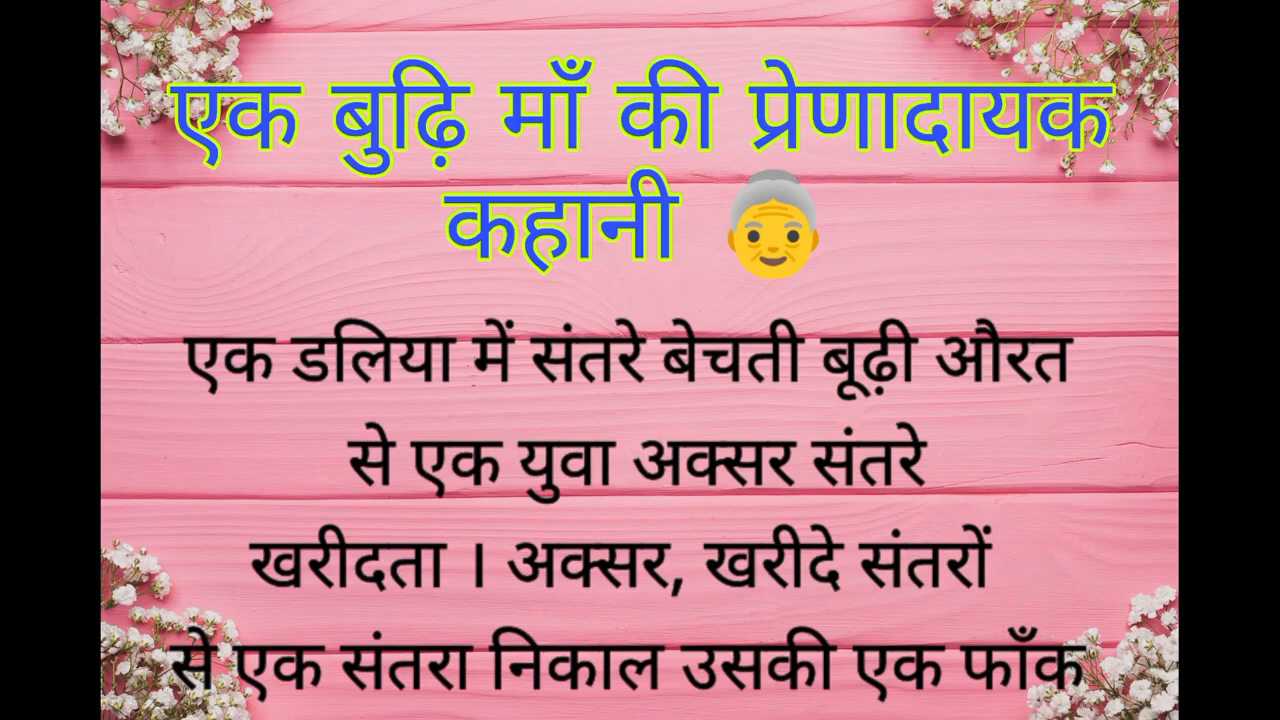 एक बुढ़ि माँ की प्रेणादायक
कहानी 👵
एक डलिया में संतरे बेचती बूढ़ी औरत
से एक युवा अक्सर संतरे
खरीदता । अक्सर, खरीदे संतरों
से एक संतरा निकाल उसकी एक फाँक